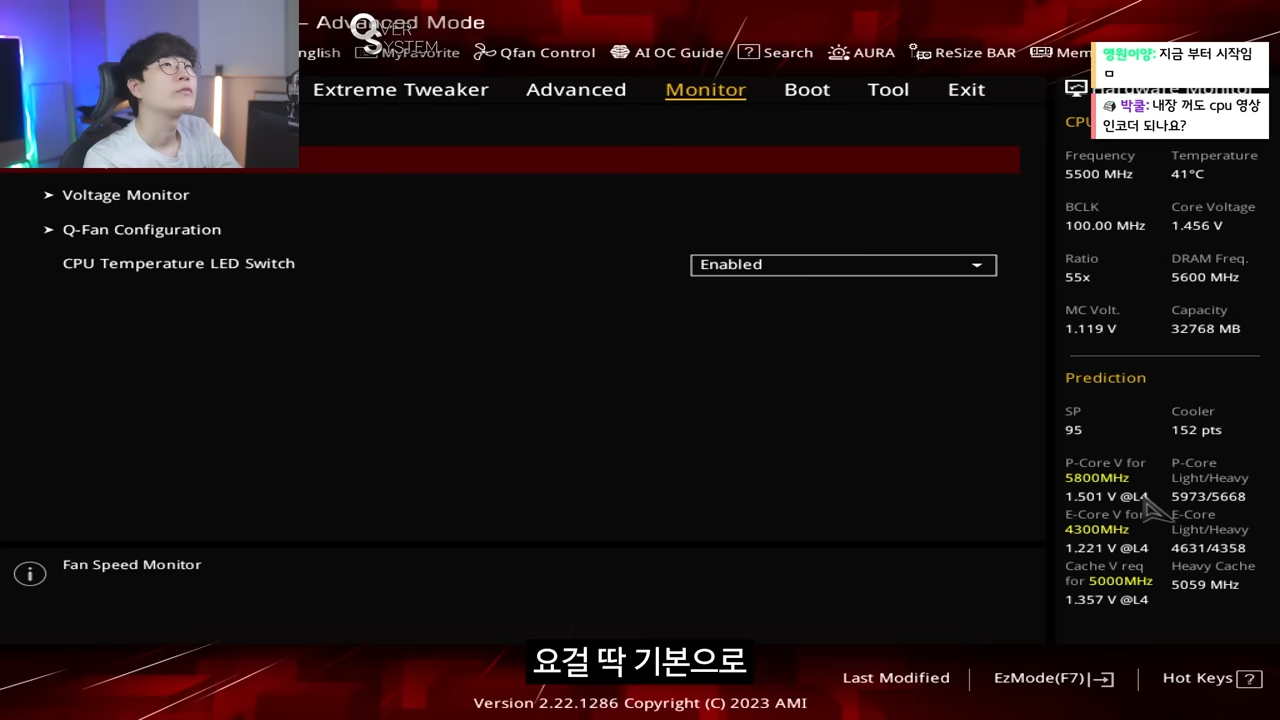 – Advanced Mode
OVER
SYSTEM
nglish
MyFavorite
Qfan Control
AI OC Guide
? Search
AURA
ReSize BAR
Mem
영원이양: 지금 부터 시작임
ㅁ
박쿨: 내장 꺼도 cpu 영상
인코더 되나요?
Extreme Tweaker
Advanced
Monitor
Boot
Tool
Exit
Hardware Monitor
CPU
Frequency Temperature
5500 MHz 41°C
BCLK Core Voltage
100.00 MHz 1.456 V
Ratio DRAM Freq.
55x 5600 MHz
MC Volt. Capacity
1.119 V 32768 MB
Voltage Monitor
Q-Fan Configuration
CPU Temperature LED Switch
Enabled
Prediction
SP Cooler
95 152 pts
P-Core V for P-Core
5800MHz Light/Heavy
1.501 V @L4 5973/5668
E-Core V for E-Core
4300MHz Light/Heavy
1.221 V @L4 4631/4358
Cache V req Heavy Cache
for 5000MHz 5059 MHz
1.357 V @L4
Fan Speed Monitor
요걸 딱 기본으로
Last Modified
EzMode(F7)
Hot Keys ?
Version 2.22.1286 Copyright (C) 2023 AMI